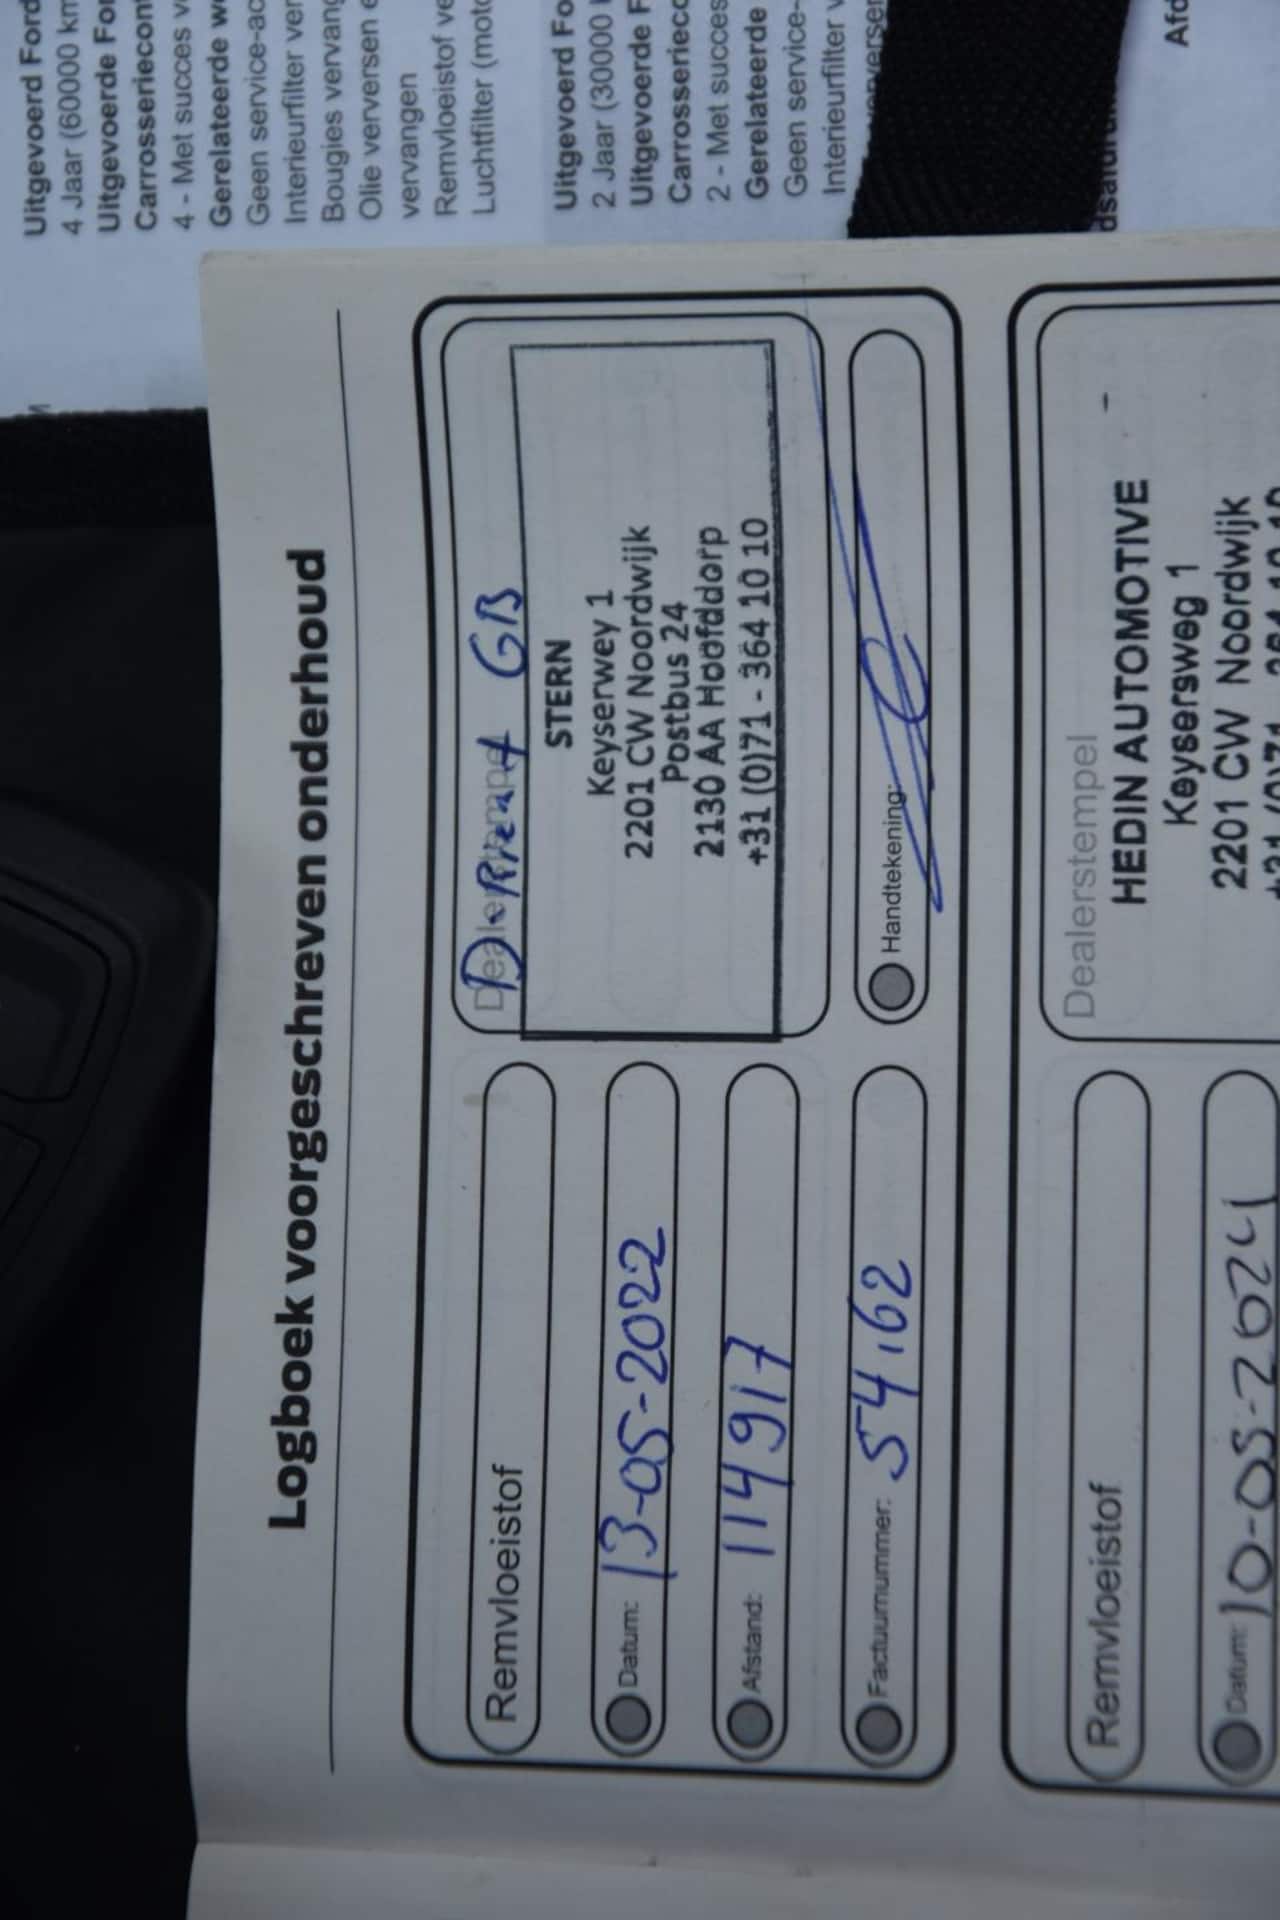 Uitgevoerd Ford
4 Jaar (60000 km
Uitgevoerde For
Carrosseriecont
4 - Met succes v
Gerelateerde w
Geen service-ac
Interieurfilter ver
Bougies vervang
Olie verversen e
vervangen
Remvloeistof ve
Luchtfilter (moto
Uitgevoerd Fo
2 Jaar (30000
Uitgevoerde F
Carrosseriecc
2 - Met succes
Gerelateerde
Geen service-
Interieurfilter v
Afd
Logboek voorgeschreven onderhoud
Remvloeistof
Datum: 13-05-2022
Afstand: 114917
Factuurnummer: 54162
Dealerstempel
GB
STERN
Keyserwey 1
2201 CW Noordwijk
Postbus 24
2130 AA Hoofddorp
+31 (0)71 - 364 10 10
Handtekening:
Remvloeistof
Datum: 10-05-2024
Dealerstempel
HEDIN AUTOMOTIVE
Keysersweg 1
2201 CW Noordwijk